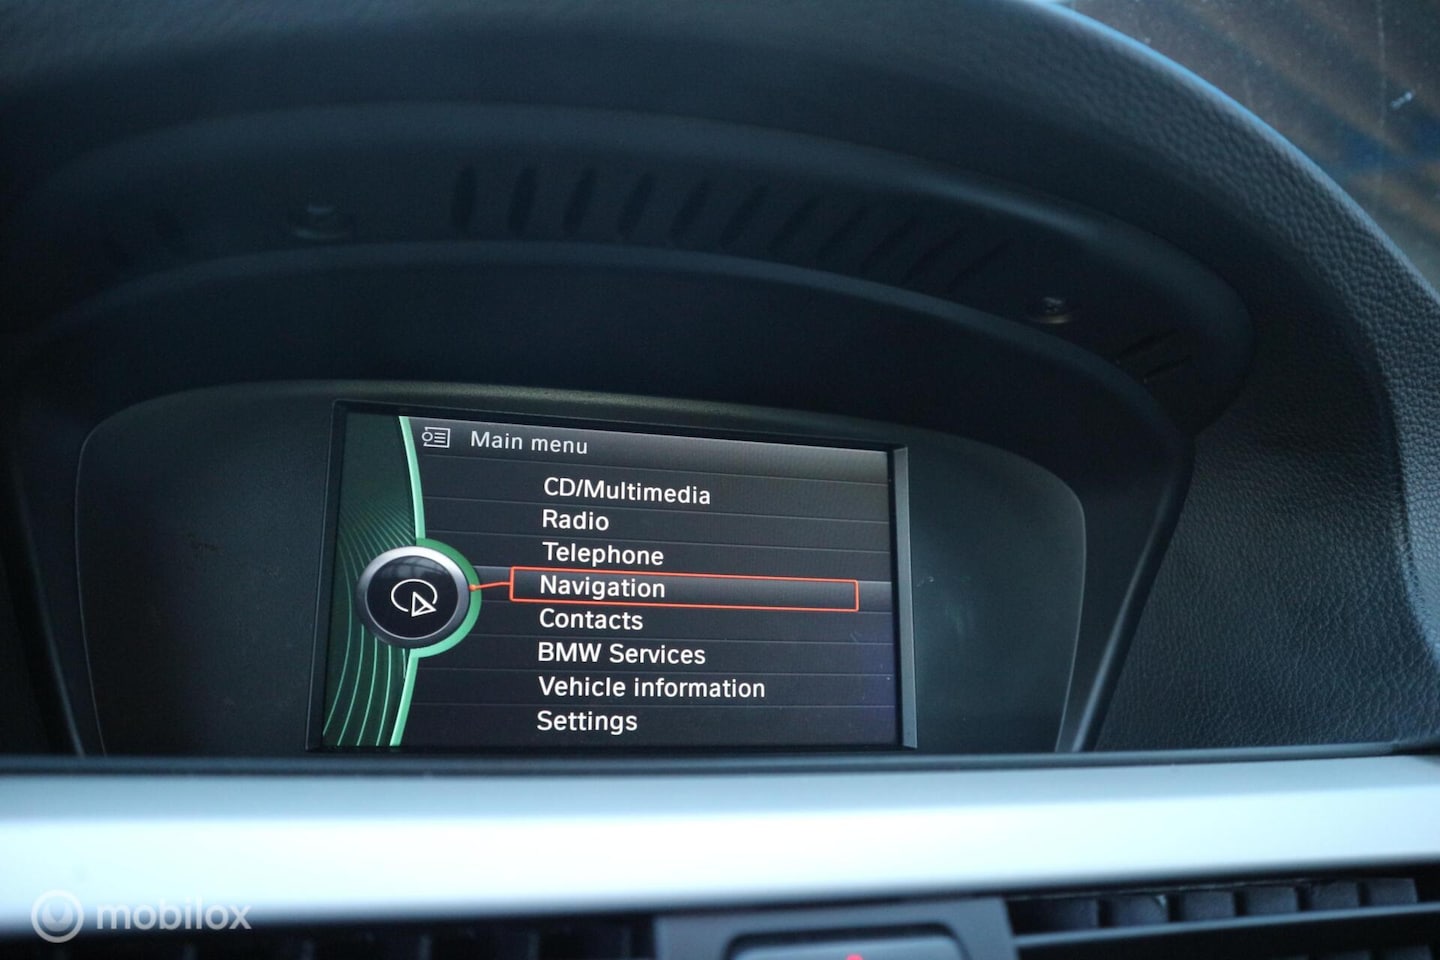 Main menu
CD/Multimedia
Radio
Telephone
Navigation
Contacts
BMW Services
Vehicle information
Settings
mobilox